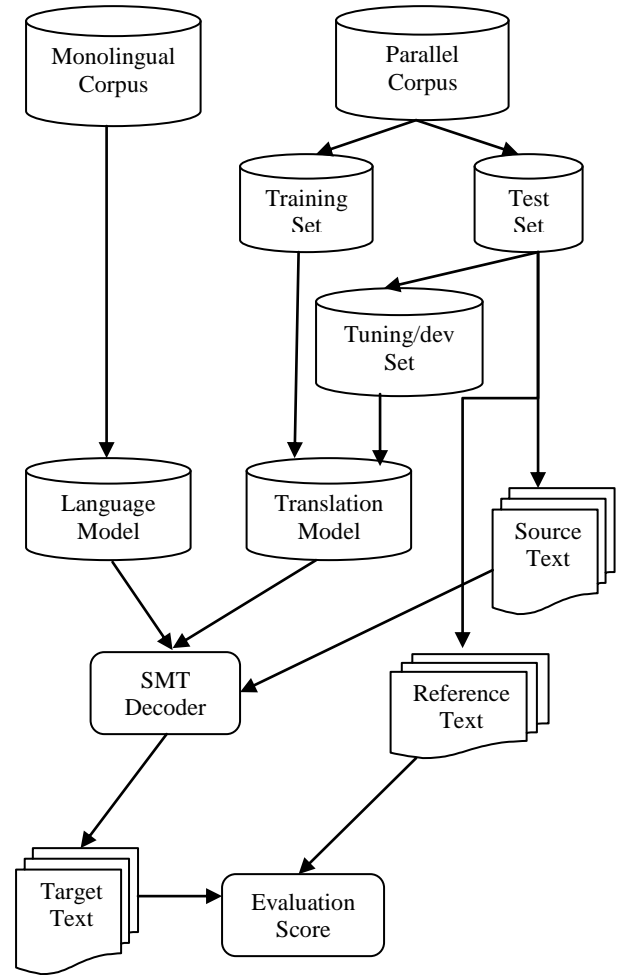 Monolingual
Corpus
Parallel
Corpus
Training
Set
Test
Set
Tuning/dev
Set
Language
Model
Translation
Model
Source
Text
SMT
Decoder
Reference
Text
Target
Text
Evaluation
Score